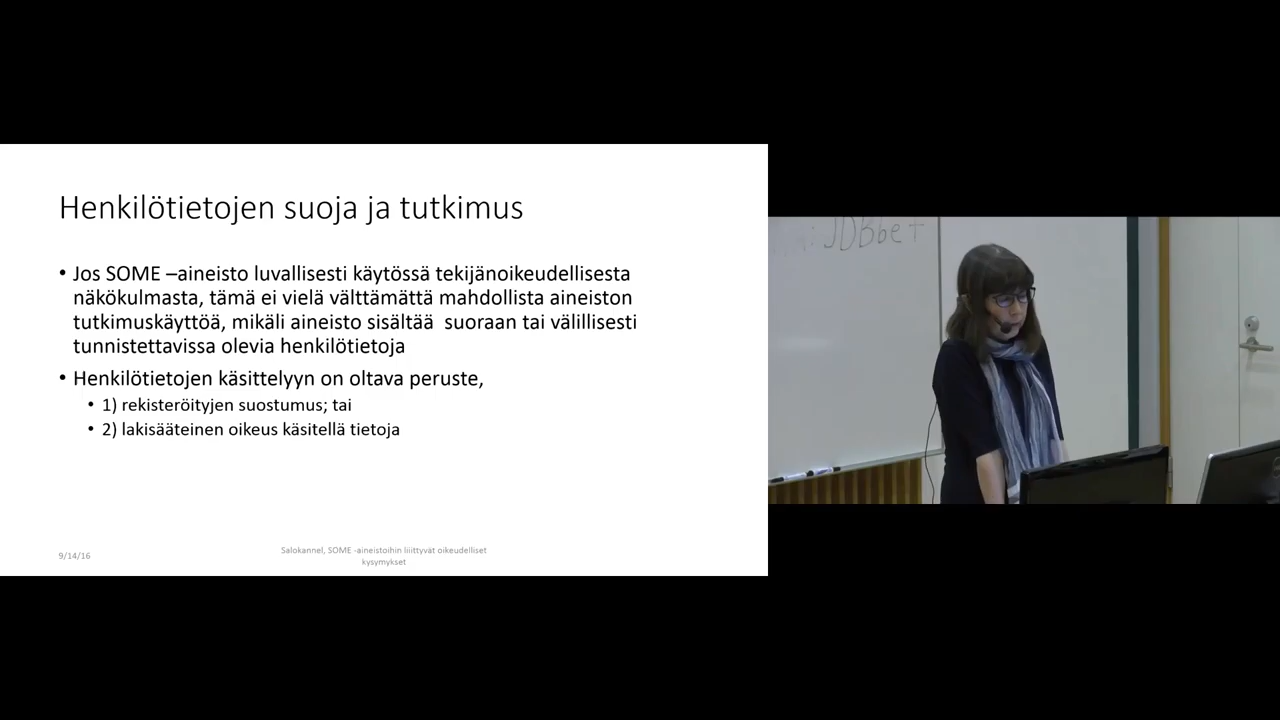 Henkilötietojen suoja ja tutkimus
• Jos SOME –aineisto luvallisesti käytössä tekijänoikeudellisesta
näkökulmasta, tämä ei vielä välttämättä mahdollista aineiston
tutkimuskäyttöä, mikäli aineisto sisältää suoraan tai välillisesti
tunnistettavissa olevia henkilötietoja
• Henkilötietojen käsittelyyn on oltava peruste,
• 1) rekisteröityjen suostumus; tai
• 2) lakisääteinen oikeus käsitellä tietoja
9/14/16
Salokannel, SOME -aineistoihin liiittyvät oikeudelliset
kysymykset